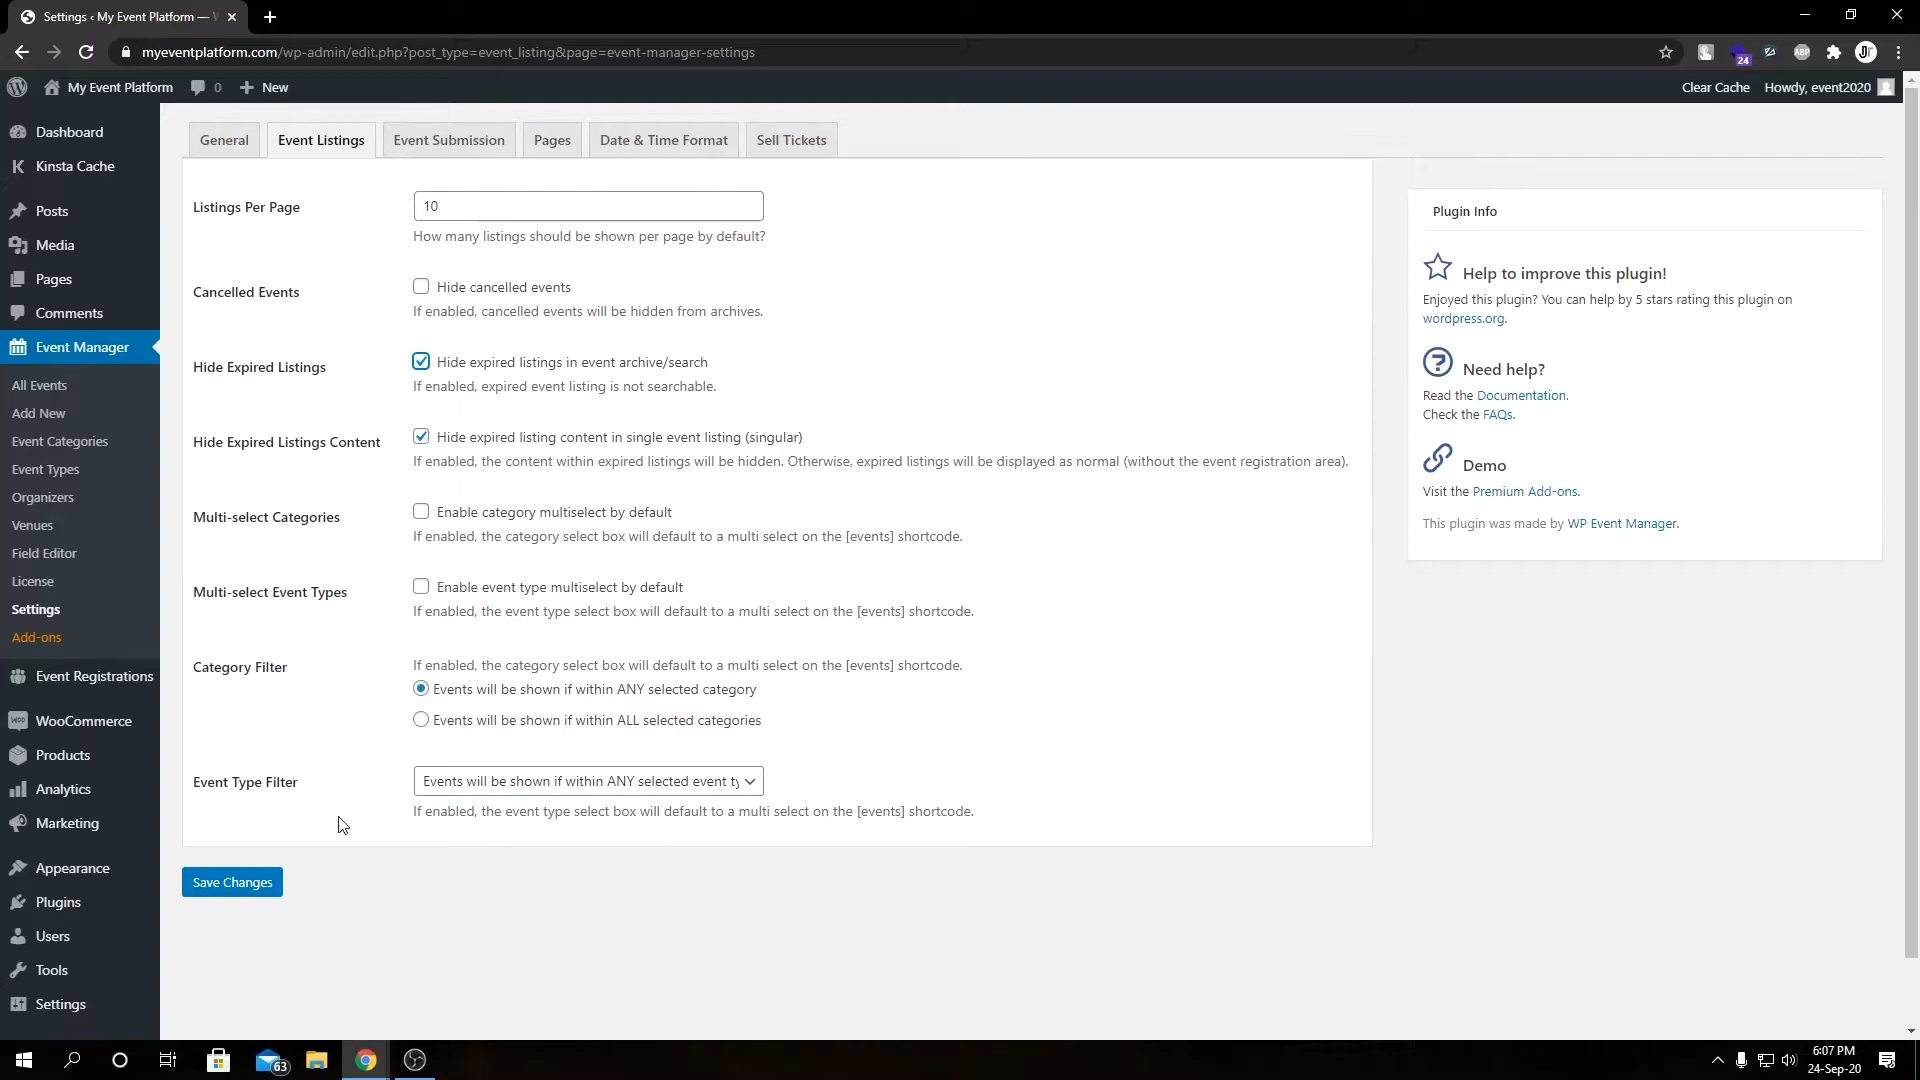 Settings ‹ My Event Platform —
myeventplatform.com/wp-admin/edit.php?post_type=event_listing&page=event-manager-settings
24
ABP
My Event Platform
0
New
Clear Cache
Howdy, event2020
Dashboard
Kinsta Cache
Posts
Media
Pages
Comments
Event Manager
All Events
Add New
Event Categories
Event Types
Organizers
Venues
Field Editor
License
Settings
Add-ons
Event Registrations
WooCommerce
Products
Analytics
Marketing
Appearance
Plugins
Users
Tools
Settings
General
Event Listings
Event Submission
Pages
Date & Time Format
Sell Tickets
Listings Per Page
10
How many listings should be shown per page by default?
Cancelled Events
Hide cancelled events
If enabled, cancelled events will be hidden from archives.
Hide Expired Listings
Hide expired listings in event archive/search
If enabled, expired event listing is not searchable.
Hide Expired Listings Content
Hide expired listing content in single event listing (singular)
If enabled, the content within expired listings will be hidden. Otherwise, expired listings will be displayed as normal (without the event registration area).
Multi-select Categories
Enable category multiselect by default
If enabled, the category select box will default to a multi select on the [events] shortcode.
Multi-select Event Types
Enable event type multiselect by default
If enabled, the event type select box will default to a multi select on the [events] shortcode.
Category Filter
If enabled, the category select box will default to a multi select on the [events] shortcode.
Events will be shown if within ANY selected category
Events will be shown if within ALL selected categories
Event Type Filter
Events will be shown if within ANY selected event ty
If enabled, the event type select box will default to a multi select on the [events] shortcode.
Save Changes
Plugin Info
Help to improve this plugin!
Enjoyed this plugin? You can help by 5 stars rating this plugin on
wordpress.org.
Need help?
Read the Documentation.
Check the FAQs.
Demo
Visit the Premium Add-ons.
This plugin was made by WP Event Manager.
63
6:07 PM
24-Sep-20